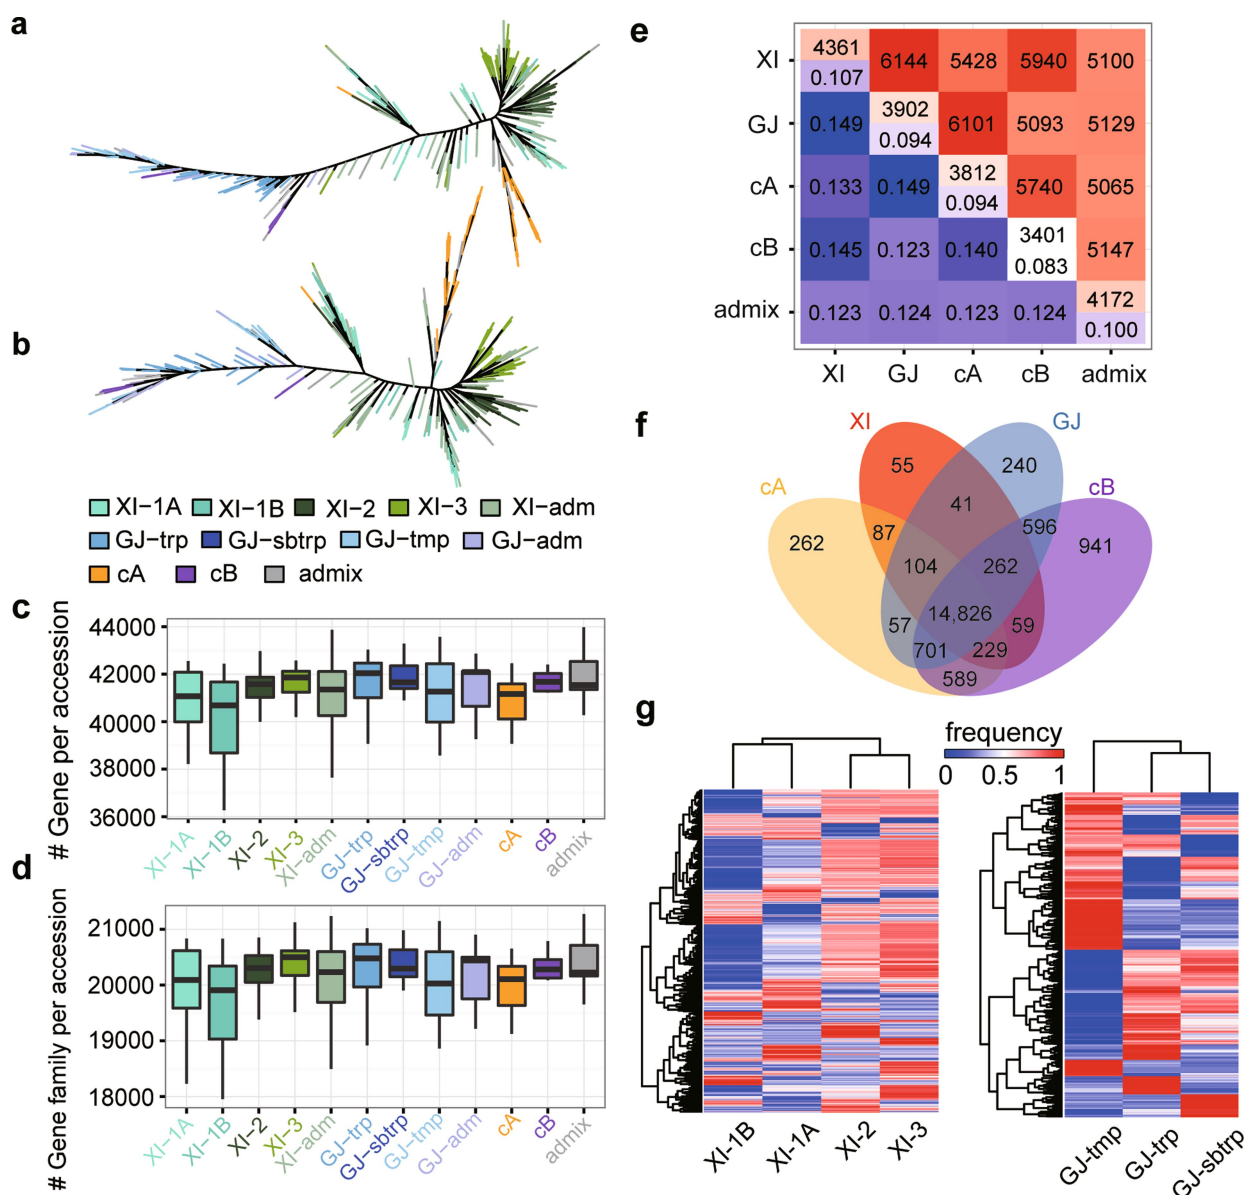 a
b
XI−1A XI−1B XI−2 XI−3 XI−adm
GJ−trp GJ−sbtrp GJ−tmp GJ−adm
cA cB admix
c
# Gene per accession
44000
42000
40000
38000
36000
XI−1A XI−1B XI−2 XI−3 XI−adm GJ−trp GJ−sbtrp GJ−tmp GJ−adm cA cB admix
d
# Gene family per accession
21000
20000
19000
18000
XI−1A XI−1B XI−2 XI−3 XI−adm GJ−trp GJ−sbtrp GJ−tmp GJ−adm cA cB admix
e
XI 4361 6144 5428 5940 5100
0.107
GJ 0.149 3902 6101 5093 5129
0.094
cA 0.133 0.149 3812 5740 5065
0.094
cB 0.145 0.123 0.140 3401 5147
0.083
admix 0.123 0.124 0.123 0.124 4172
0.100
XI GJ cA cB admix
f
XI GJ
cA cB
55 240
41
262 87 596 941
104 262
14,826
57 59
701 229
589
g
frequency
0 0.5 1
XI-1B XI-1A XI-2 XI-3
GJ-tmp GJ-trp GJ-sbtrp